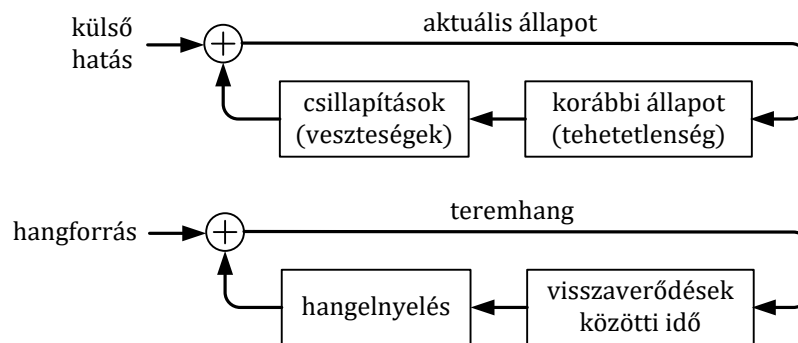 külső
hatás
aktuális állapot
csillapítások
(veszteségek)
korábbi állapot
(tehetetlenség)
hangforrás
teremhang
hangelnyelés
visszaverődések
közötti idő